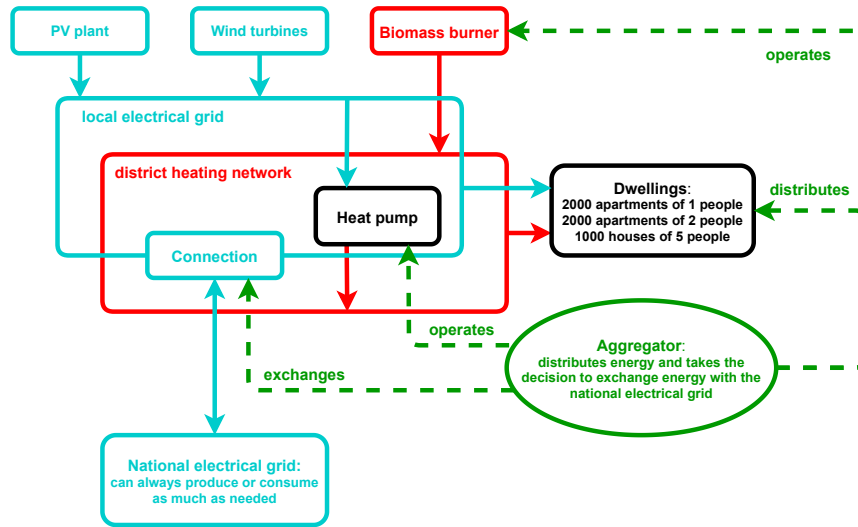 PV plant
Wind turbines
Biomass burner
operates
local electrical grid
district heating network
Dwellings:
2000 apartments of 1 people
2000 apartments of 2 people
1000 houses of 5 people
distributes
Heat pump
Connection
operates
exchanges
Aggregator:
distributes energy and takes the
decision to exchange energy with the
national electrical grid
National electrical grid:
can always produce or consume
as much as needed